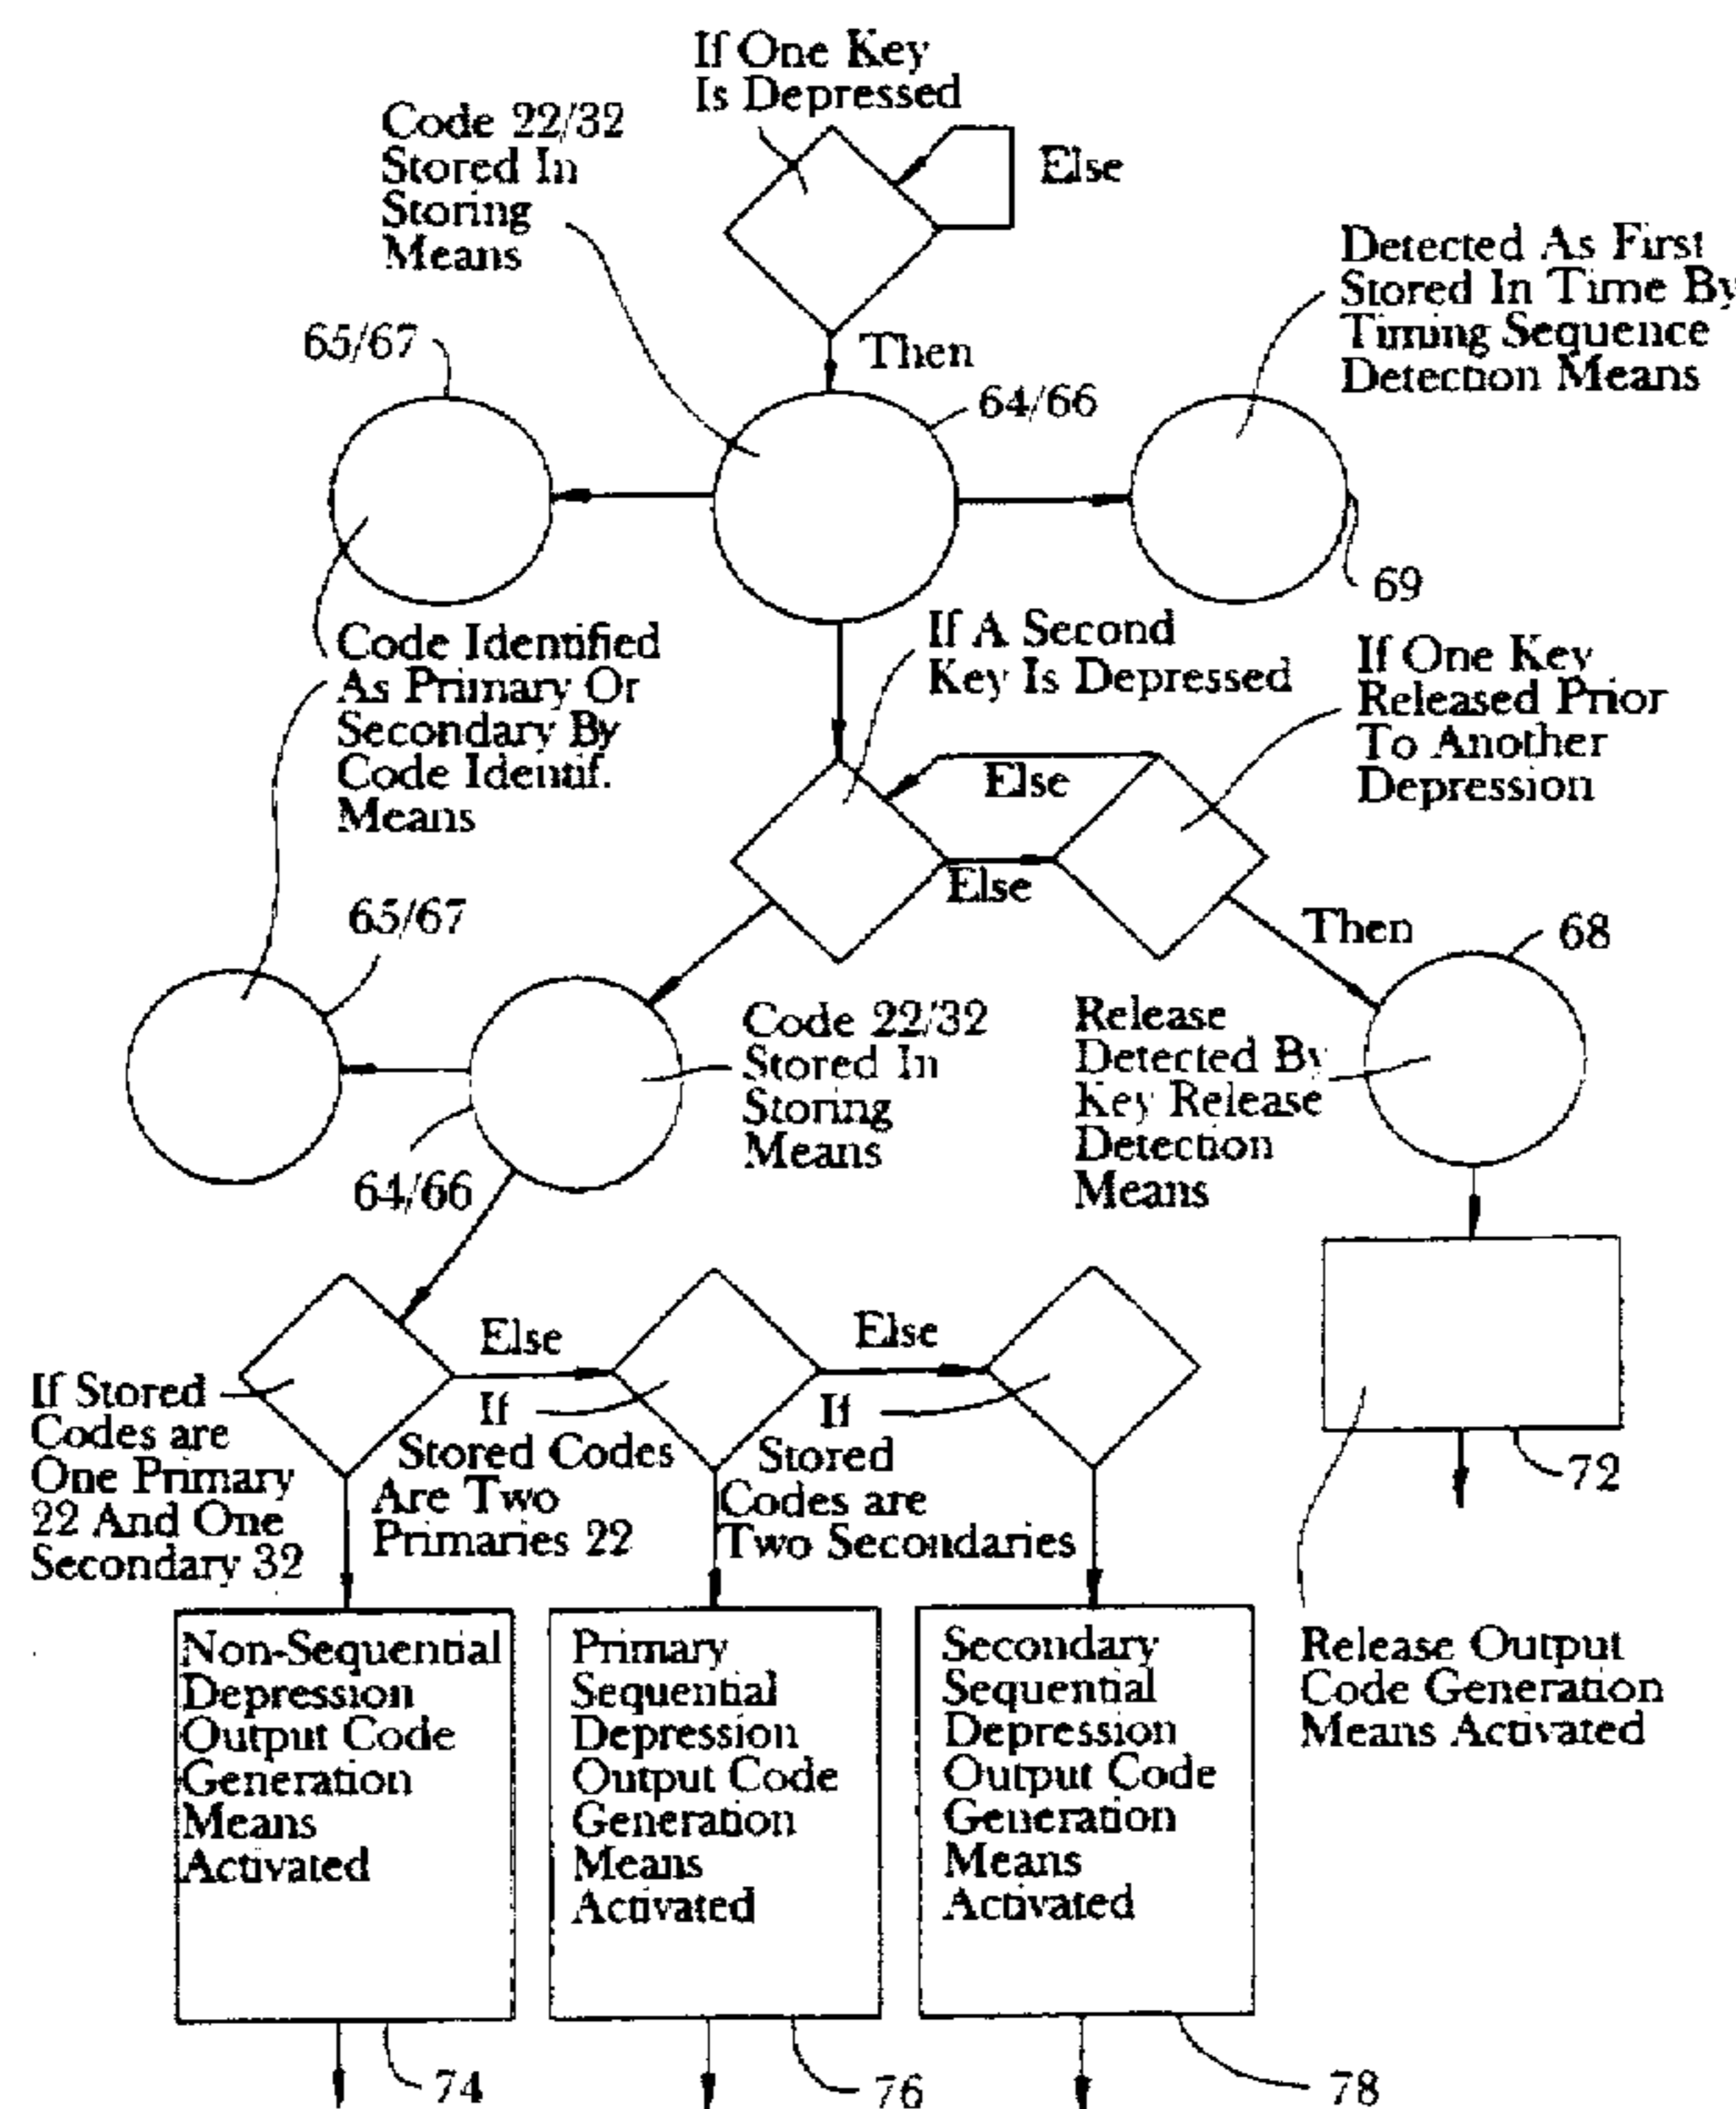 If One Key
Is Depressed
Code 22/32
Stored In
Storing
Means
Else
Detected As First
Stored In Time By
Timing Sequence
Detection Means
65/67
Then
64/66
69
Code Identified
As Primary Or
Secondary By
Code Identif.
Means
If A Second
Key Is Depressed
If One Key
Released Prior
To Another
Depression
Else
Else
Then
68
65/67
Code 22/32
Stored In
Storing
Means
64/66
Release
Detected By
Key Release
Detection
Means
Else
Else
If Stored
Codes are
One Primary
22 And One
Secondary 32
If
Stored Codes
Are Two
Primaries 22
If
Stored
Codes are
Two Secondaries
72
Non-Sequential
Depression
Output Code
Generation
Means
Activated
Primary
Sequential
Depression
Output Code
Generation
Means
Activated
Secondary
Sequential
Depression
Output Code
Generation
Means
Activated
Release Output
Code Generation
Means Activated
74
76
78